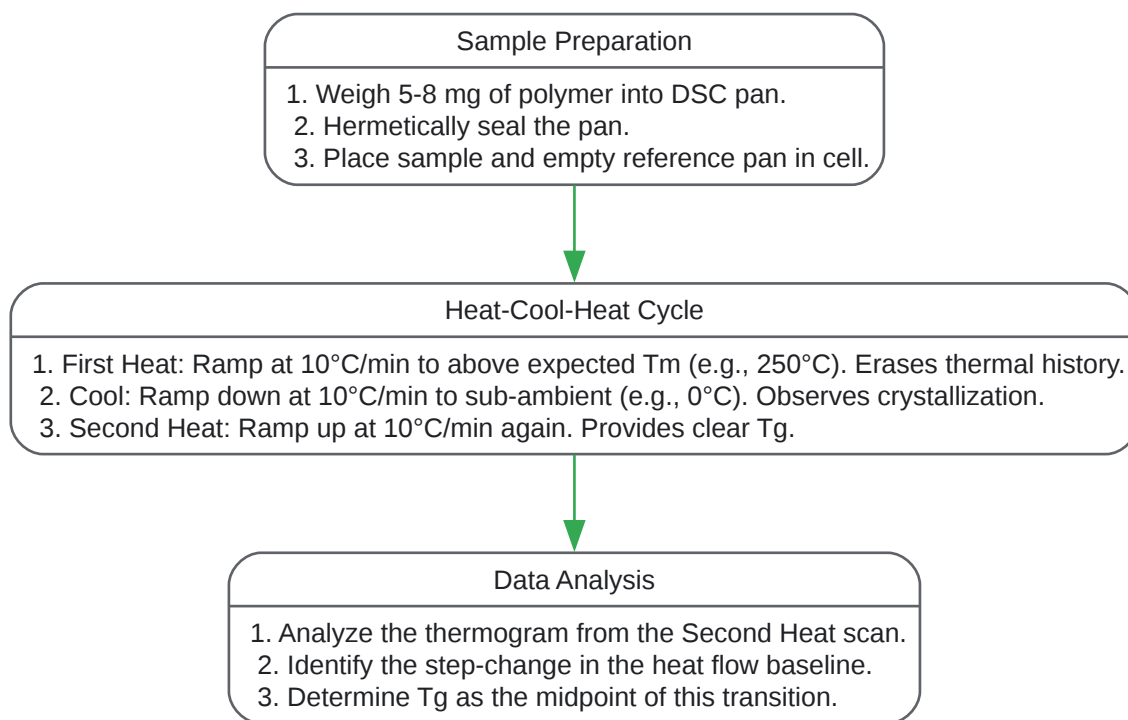 Sample Preparation
1. Weigh 5-8 mg of polymer into DSC pan.
2. Hermetically seal the pan.
3. Place sample and empty reference pan in cell.
Heat-Cool-Heat Cycle
1. First Heat: Ramp at 10°C/min to above expected Tm (e.g., 250°C). Erases thermal history.
2. Cool: Ramp down at 10°C/min to sub-ambient (e.g., 0°C). Observes crystallization.
3. Second Heat: Ramp up at 10°C/min again. Provides clear Tg.
Data Analysis
1. Analyze the thermogram from the Second Heat scan.
2. Identify the step-change in the heat flow baseline.
3. Determine Tg as the midpoint of this transition.